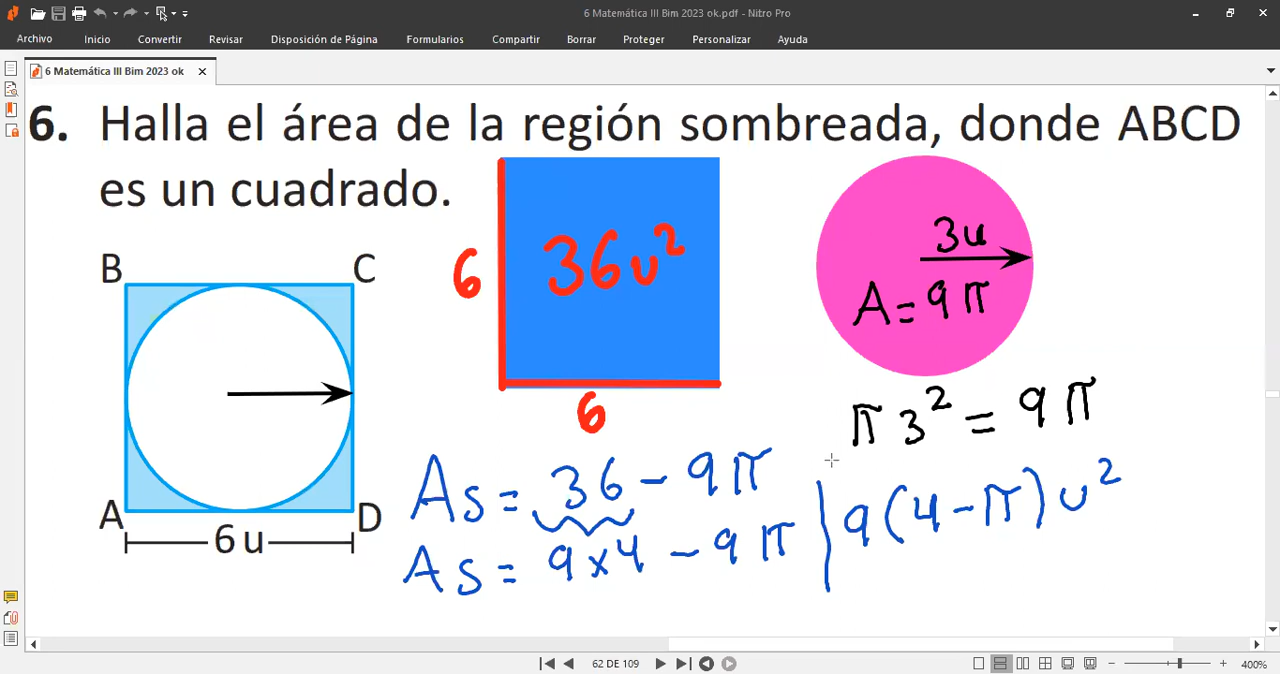 6 Matemática III Bim 2023 ok.pdf - Nitro Pro
Archivo Inicio Convertir Revisar Disposición de Página Formularios Compartir Borrar Proteger Personalizar Ayuda
6 Matemática III Bim 2023 ok
6. Halla el área de la región sombreada, donde ABCD
es un cuadrado.
B C
A D
6 u
6
36 u²
6
3u
A = 9π
π 3² = 9π
As = 36 - 9π
As = 9x4 - 9π
9(4-π) u²
62 DE 109
400%